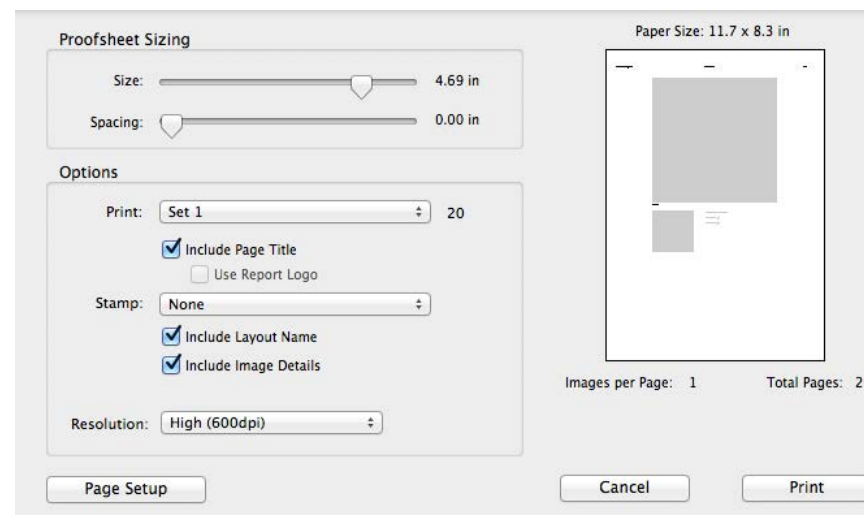 Proofsheet Sizing
Size: 4.69 in
Spacing: 0.00 in
Options
Print: Set 1 20
Include Page Title
Use Report Logo
Stamp: None
Include Layout Name
Include Image Details
Resolution: High (600dpi)
Page Setup
Paper Size: 11.7 x 8.3 in
Images per Page: 1 Total Pages: 2
Cancel Print